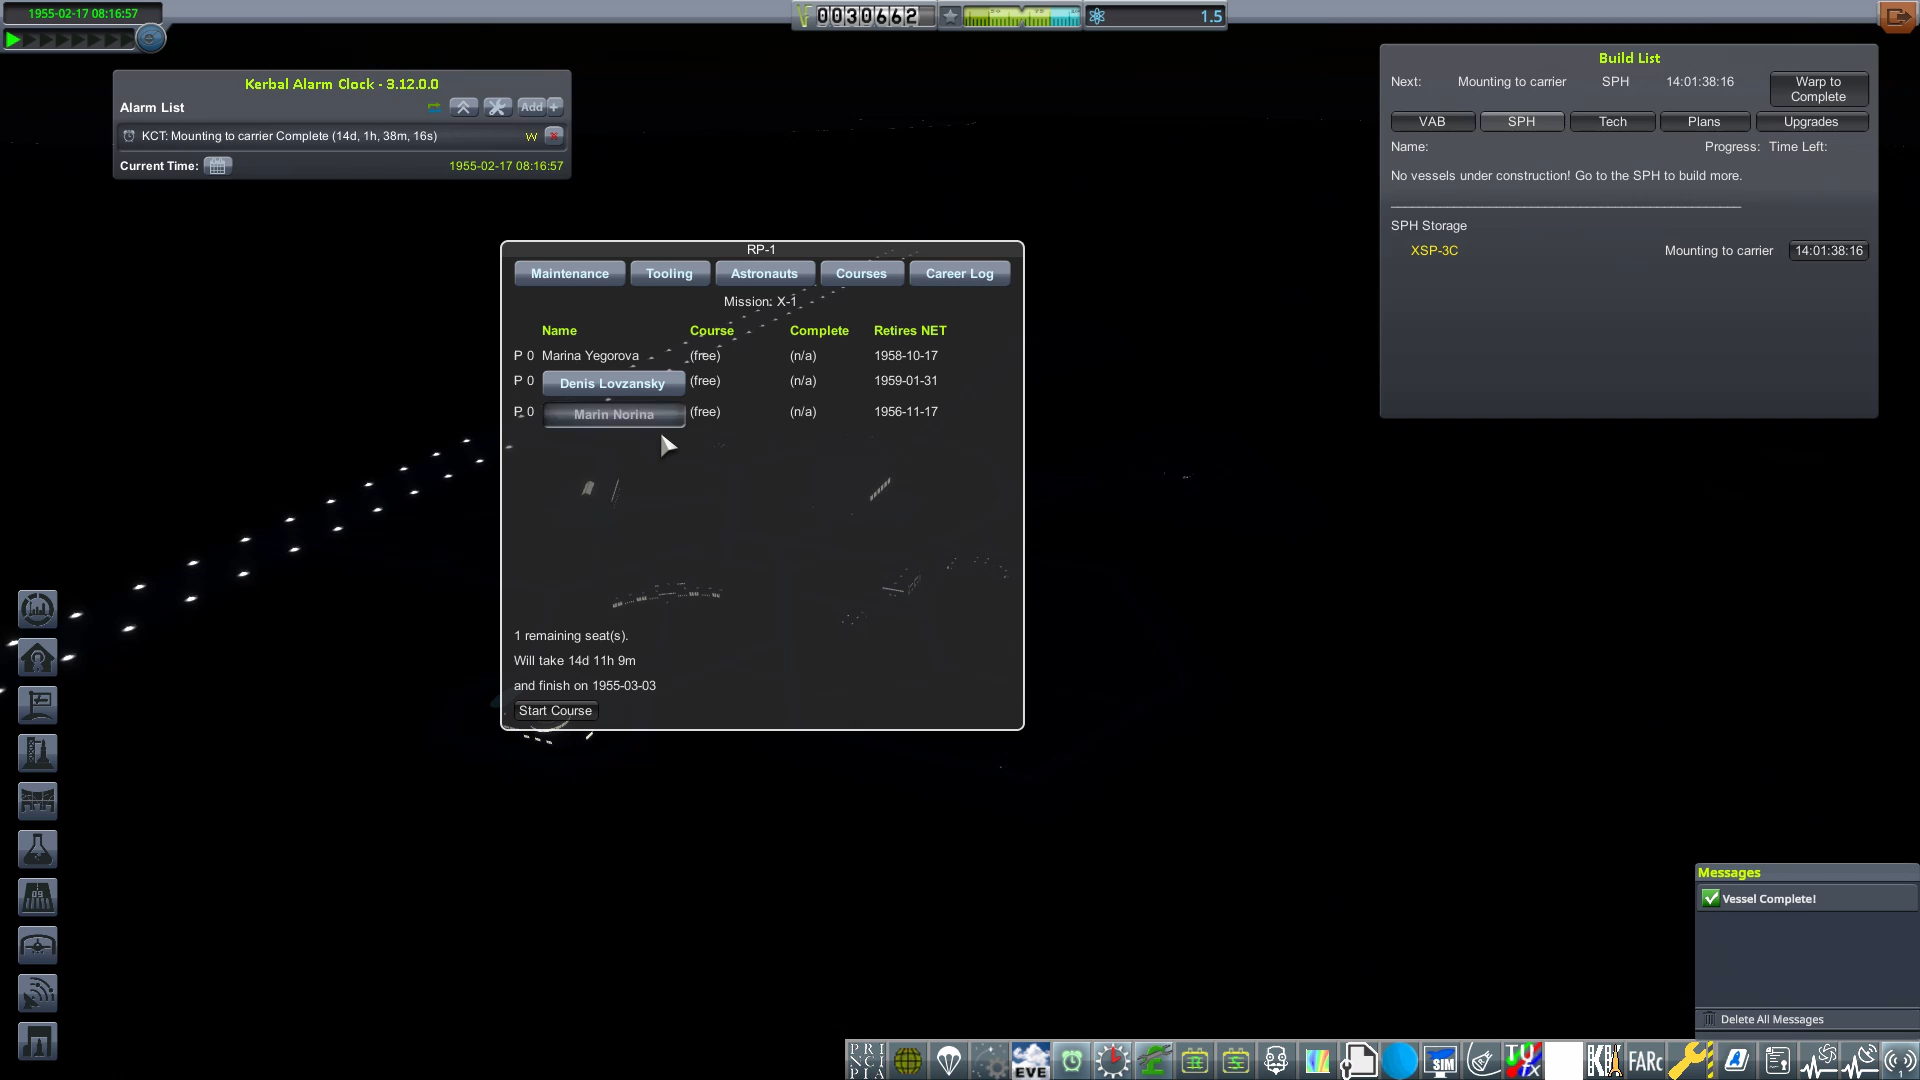 1955-02-17 08:16:57
0030662
1.5
Kerbal Alarm Clock - 3.12.0.0
Alarm List
Add +
KCT: Mounting to carrier Complete (14d, 1h, 38m, 16s)
W
Current Time:
1955-02-17 08:16:57
RP-1
Maintenance Tooling Astronauts Courses Career Log
Mission: X-1
Name Course Complete Retires NET
P 0 Marina Yegorova (free) (n/a) 1958-10-17
P 0 Denis Lovzansky (free) (n/a) 1959-01-31
P 0 Marin Norina (free) (n/a) 1956-11-17
1 remaining seat(s).
Will take 14d 11h 9m
and finish on 1955-03-03
Start Course
Build List
Next: Mounting to carrier SPH 14:01:38:16 Warp to Complete
VAB SPH Tech Plans Upgrades
Name: Progress: Time Left:
No vessels under construction! Go to the SPH to build more.
SPH Storage
XSP-3C Mounting to carrier 14:01:38:16
Messages
Vessel Complete!
Delete All Messages
09
PRINCIPIA
EVE
SIM
TUFX
FARc